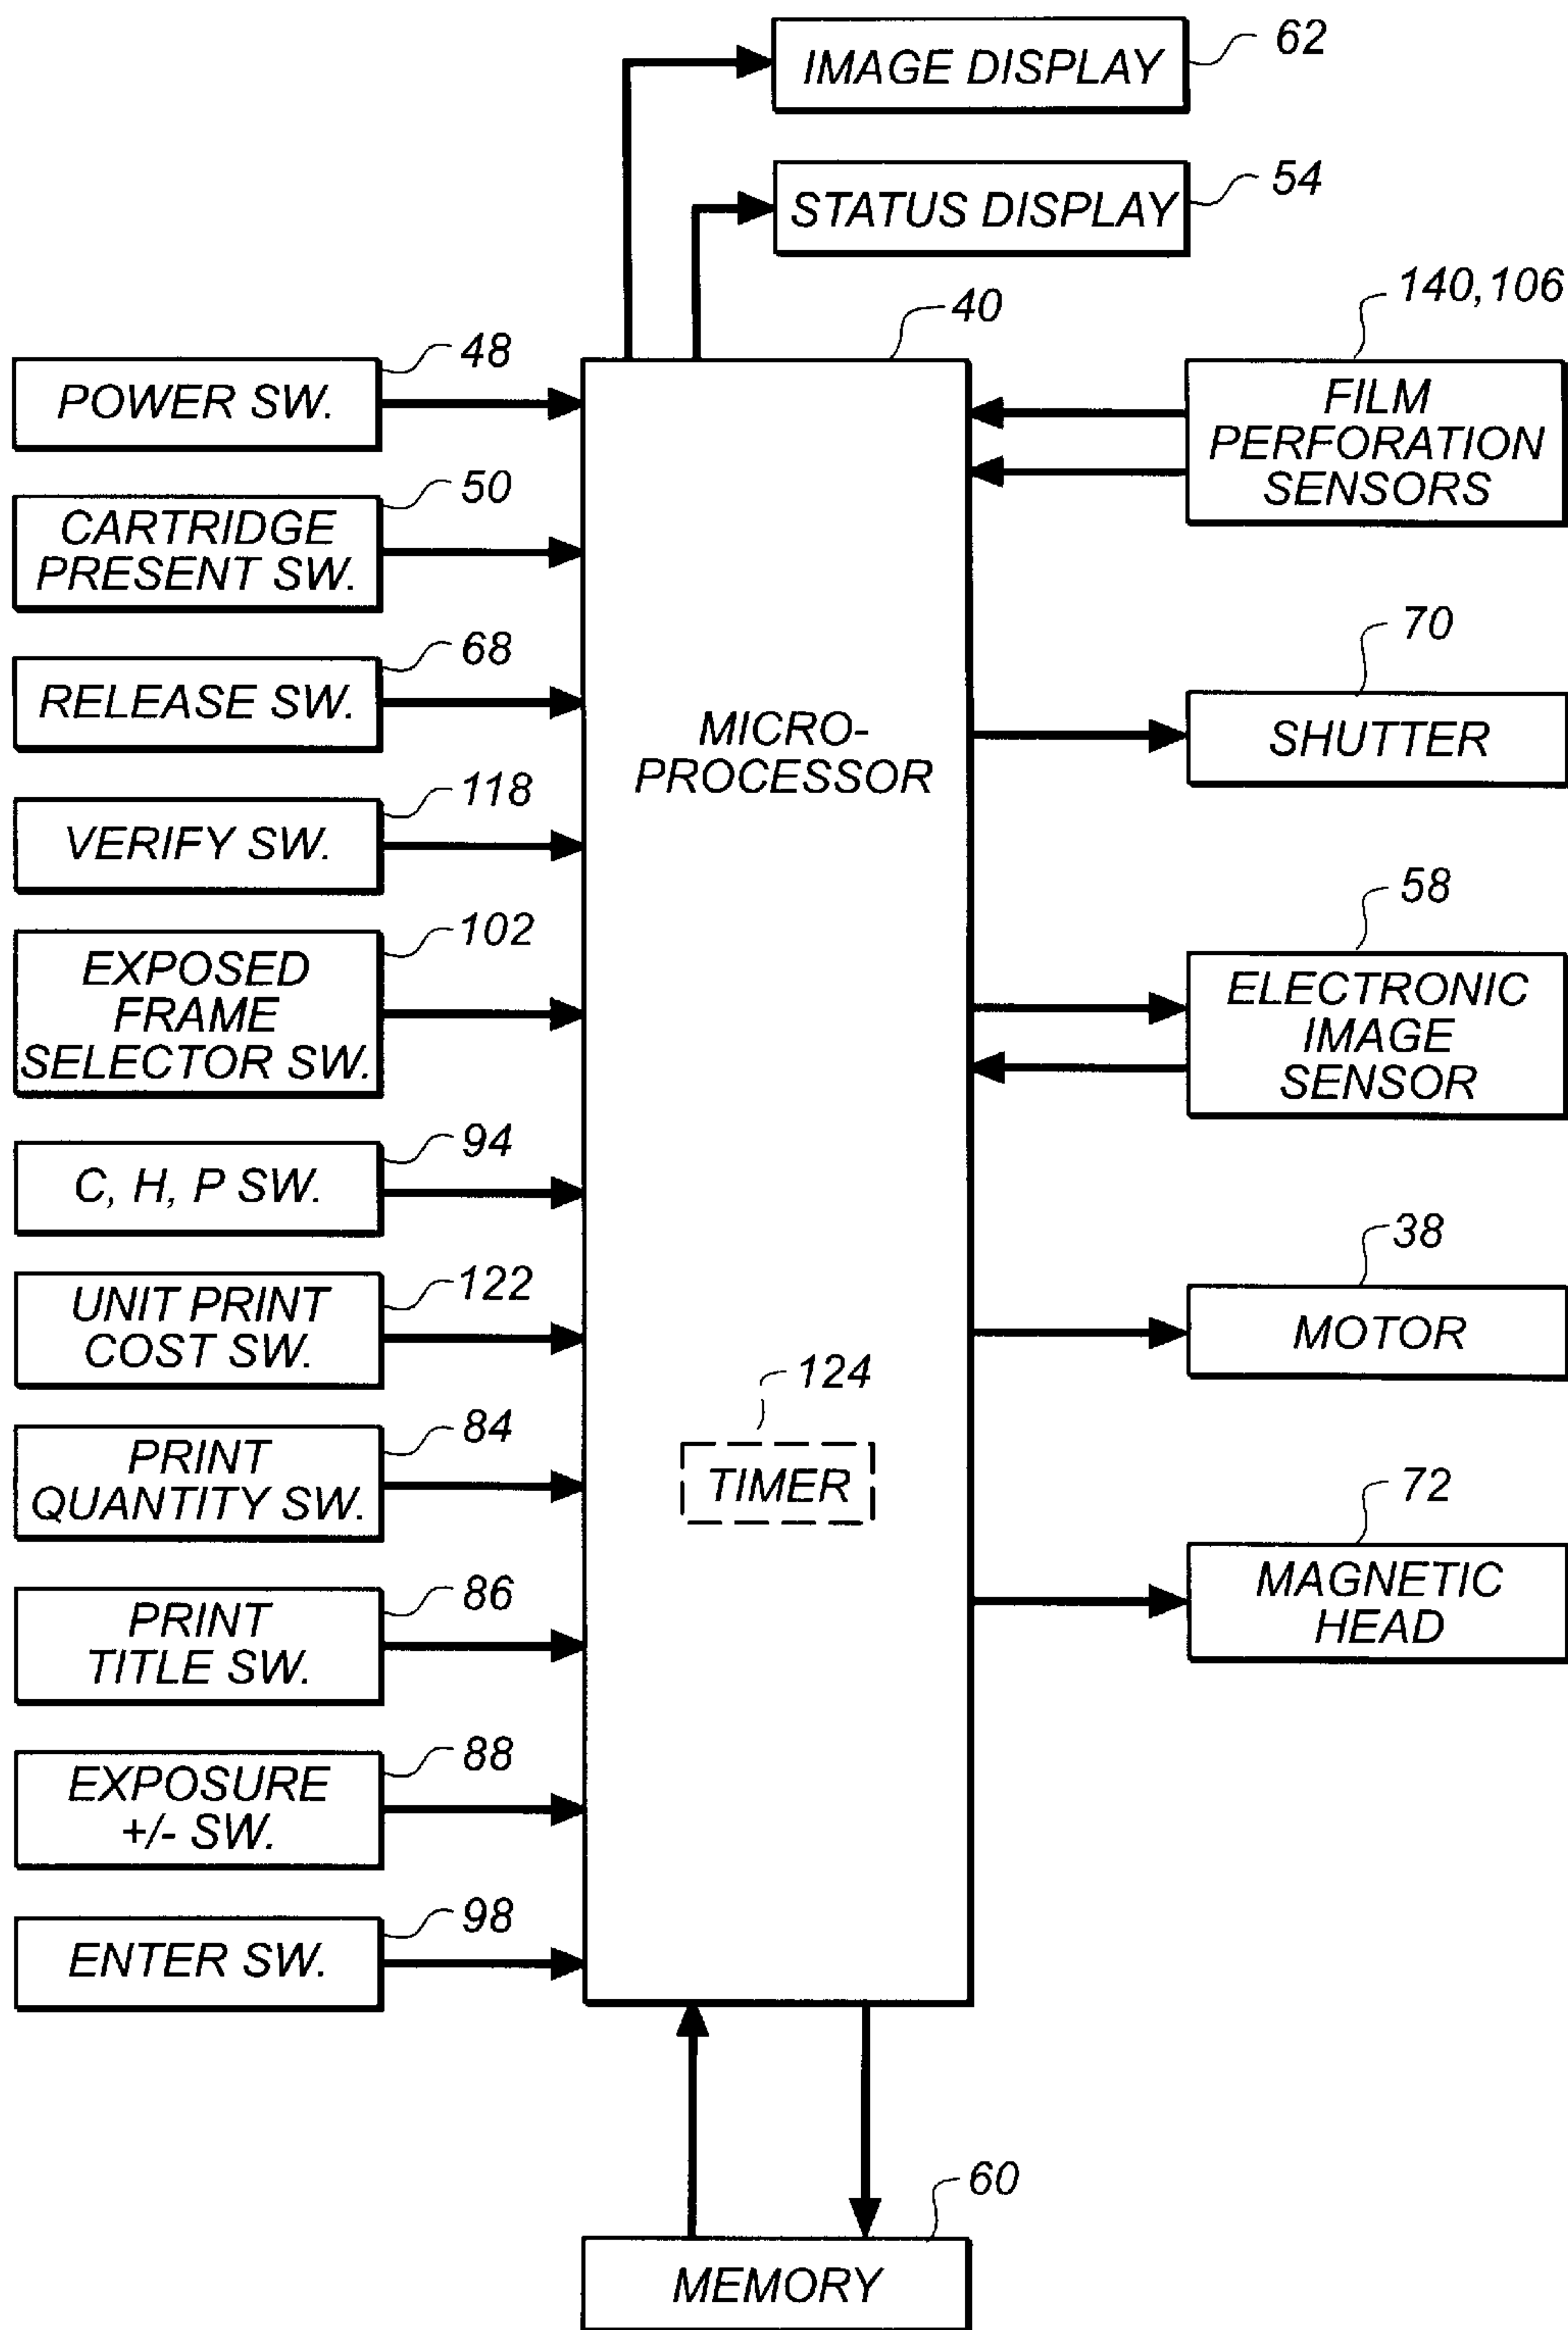 IMAGE DISPLAY
62
STATUS DISPLAY
54
40
140,106
48
POWER SW.
FILM
PERFORATION
SENSORS
50
CARTRIDGE
PRESENT SW.
68
RELEASE SW.
70
SHUTTER
MICRO-
PROCESSOR
118
VERIFY SW.
102
EXPOSED
FRAME
SELECTOR SW.
58
ELECTRONIC
IMAGE
SENSOR
94
C, H, P SW.
38
MOTOR
122
UNIT PRINT
COST SW.
124
TIMER
84
PRINT
QUANTITY SW.
72
MAGNETIC
HEAD
86
PRINT
TITLE SW.
88
EXPOSURE
+/- SW.
98
ENTER SW.
60
MEMORY